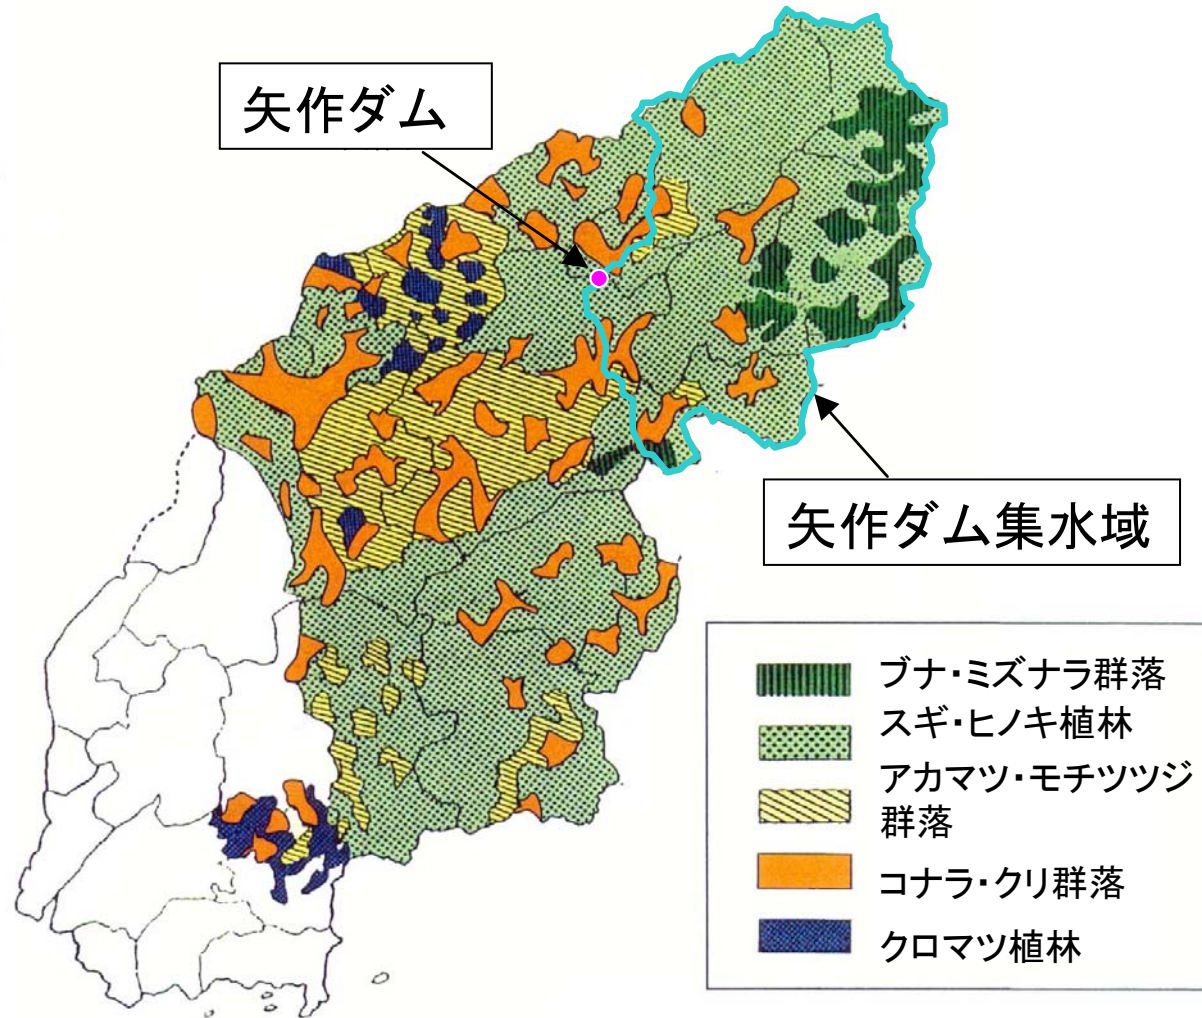 矢作ダム
矢作ダム集水域
ブナ・ミズナラ群落
スギ・ヒノキ植林
アカマツ・モチツツジ
群落
コナラ・クリ群落
クロマツ植林